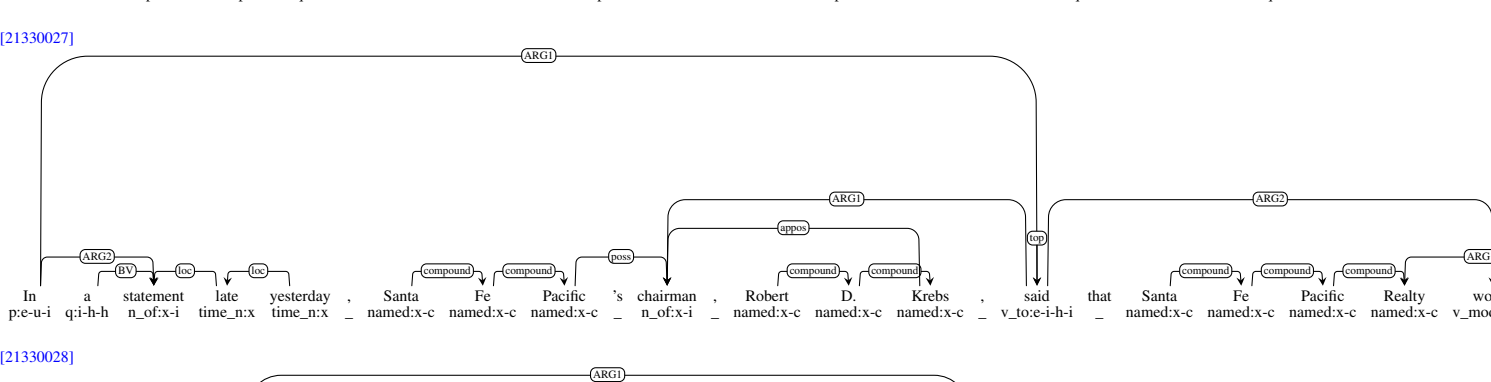 [21330027]
ARG1
ARG1 ARG2
appos
top
ARG2 poss
BV loc loc compound compound compound compound compound compound compound
In a statement late yesterday , Santa Fe Pacific 's chairman , Robert D. Krebs , said that Santa Fe Pacific Realty
p:e-u-i q:i-h-h n_of:x-i time_n:x time_n:x _ named:x-c named:x-c named:x-c _ n_of:x-i _ named:x-c named:x-c named:x-c _ v_to:e-i-h-i _ named:x-c named:x-c named:x-c named:x-c
[21330028]
ARG1